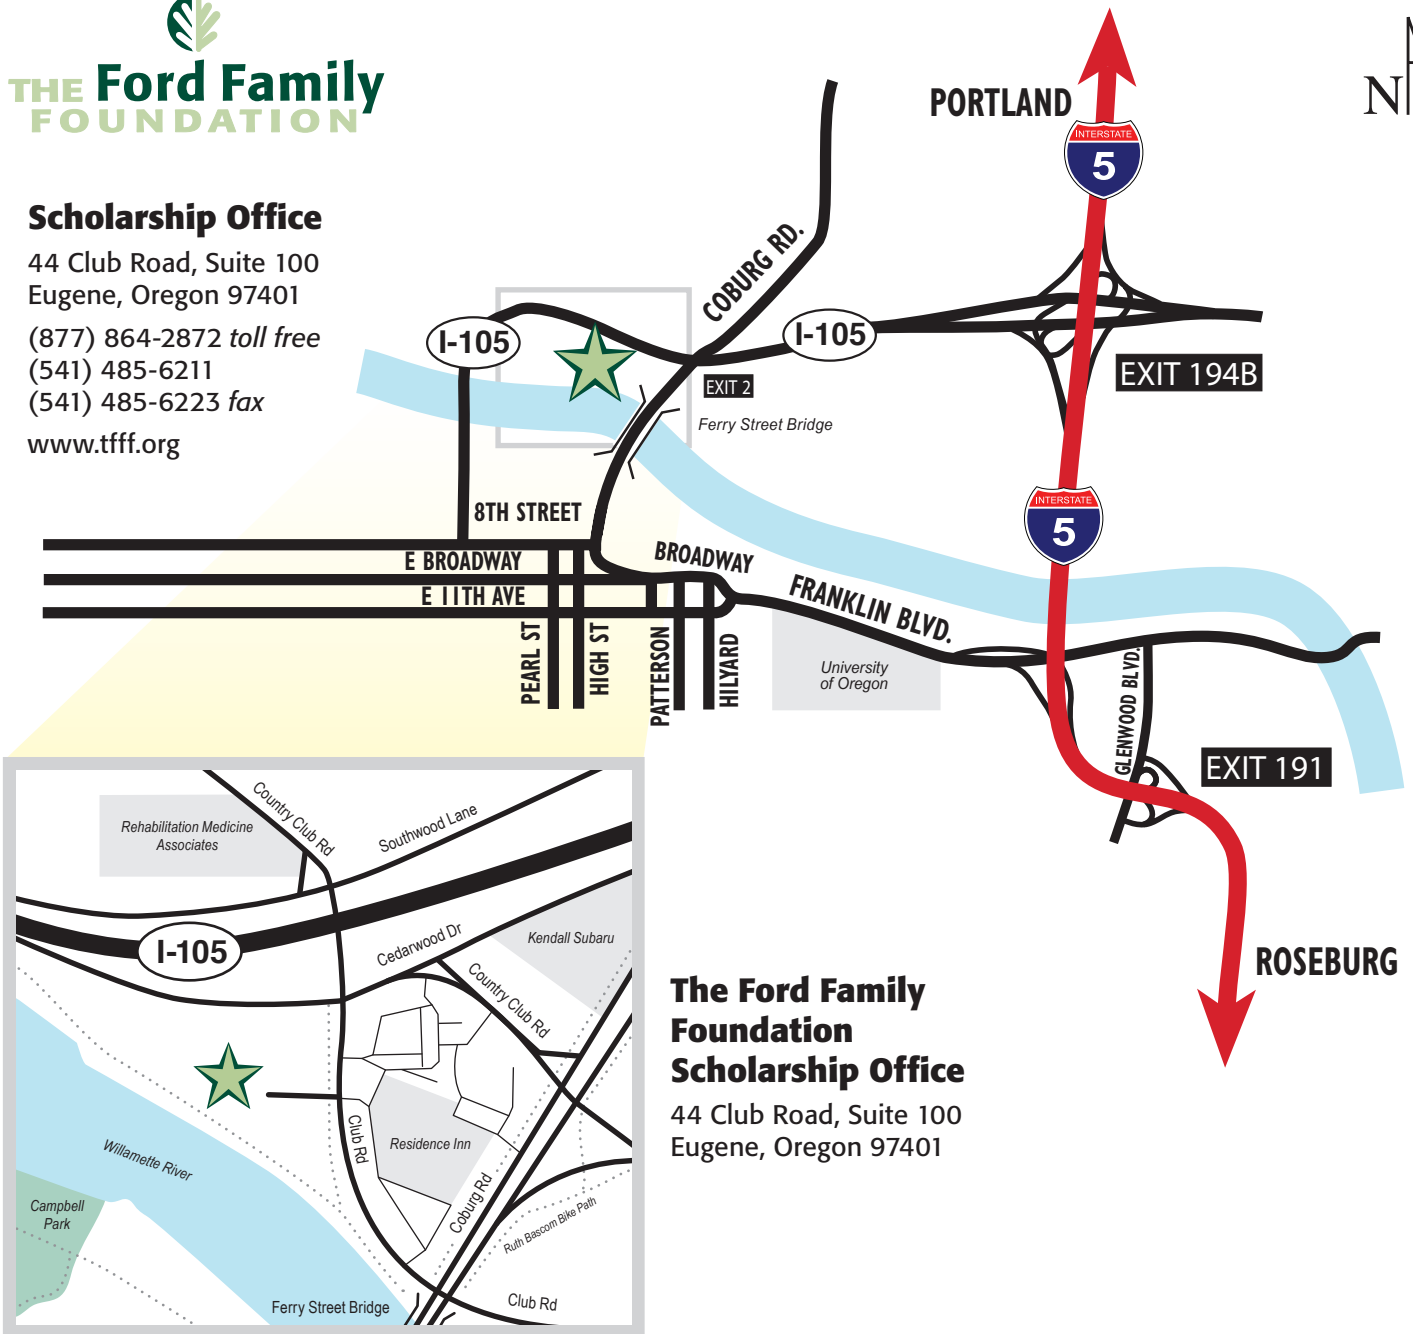 THE Ford Family
FOUNDATION
Scholarship Office
44 Club Road, Suite 100
Eugene, Oregon 97401
(877) 864-2872 toll free
(541) 485-6211
(541) 485-6223 fax
www.tfff.org
PORTLAND
N
INTERSTATE
5
COBURG RD.
I-105
I-105
EXIT 2
EXIT 194B
Ferry Street Bridge
INTERSTATE
5
8TH STREET
E BROADWAY
BROADWAY
E 11TH AVE
FRANKLIN BLVD.
PEARL ST
HIGH ST
PATTERSON
HILYARD
University
of Oregon
GLENWOOD BLVD.
EXIT 191
ROSEBURG
Country Club Rd
Southwood Lane
Rehabilitation Medicine
Associates
I-105
Cedarwood Dr
Kendall Subaru
Country Club Rd
Club Rd
Residence Inn
Willamette River
Campbell
Park
Coburg Rd
Ruth Bascom Bike Path
Ferry Street Bridge
Club Rd
The Ford Family
Foundation
Scholarship Office
44 Club Road, Suite 100
Eugene, Oregon 97401